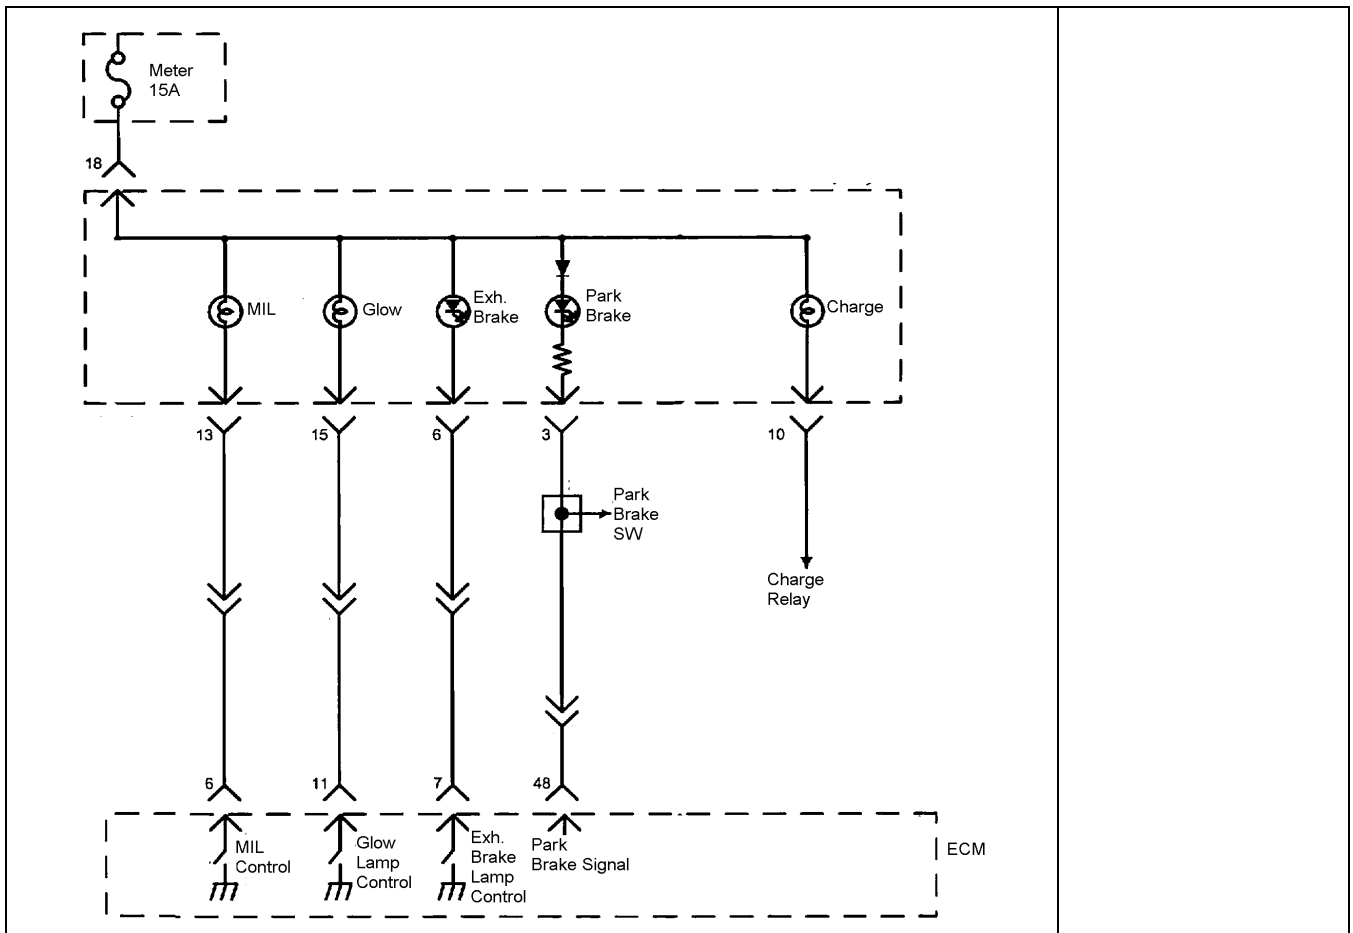 Meter
15A
18
MIL
Glow
Exh.
Brake
Park
Brake
Charge
13
15
6
3
10
Park
Brake
SW
Charge
Relay
6
11
7
48
MIL
Control
Glow
Lamp
Control
Exh.
Brake
Lamp
Control
Park
Brake Signal
ECM